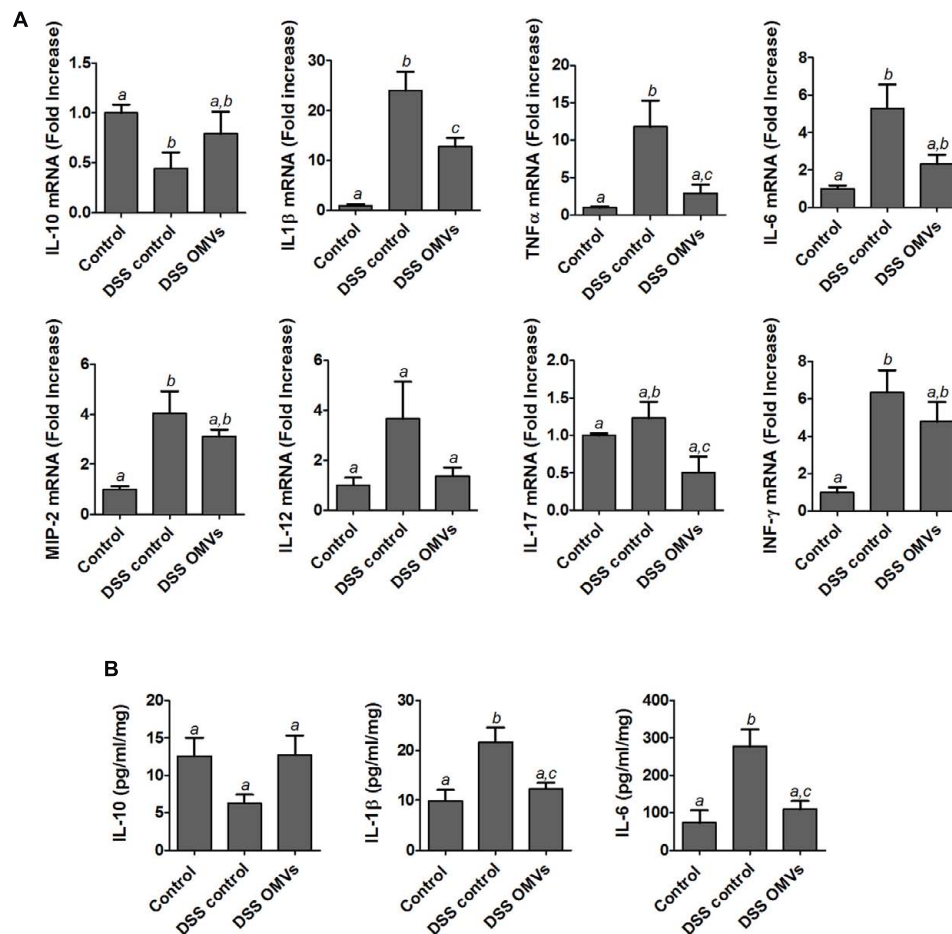 A
IL-10 mRNA (Fold Increase)
1.5
1.0
0.5
0.0
a
b
a,b
Control
DSS control
DSS OMVs
IL1β mRNA (Fold increase)
30
20
10
0
a
b
c
Control
DSS control
DSS OMVs
TNFα mRNA (Fold increase)
20
15
10
5
0
a
b
a,c
Control
DSS control
DSS OMVs
IL-6 mRNA (Fold Increase)
8
6
4
2
0
a
b
a,b
Control
DSS control
DSS OMVs
MIP-2 mRNA (Fold Increase)
6
4
2
0
a
b
a,b
Control
DSS control
DSS OMVs
IL-12 mRNA (Fold Increase)
6
4
2
0
a
a
a
Control
DSS control
DSS OMVs
IL-17 mRNA (Fold Increase)
2.0
1.5
1.0
0.5
0.0
a
a,b
a,c
Control
DSS control
DSS OMVs
INF-γ mRNA (Fold Increase)
8
6
4
2
0
a
b
a,b
Control
DSS control
DSS OMVs
B
IL-10 (pg/ml/mg)
20
15
10
5
0
a
a
a
Control
DSS control
DSS OMVs
IL-1β (pg/ml/mg)
30
20
10
0
a
b
a,c
Control
DSS control
DSS OMVs
IL-6 (pg/ml/mg)
400
300
200
100
0
a
b
a,c
Control
DSS control
DSS OMVs